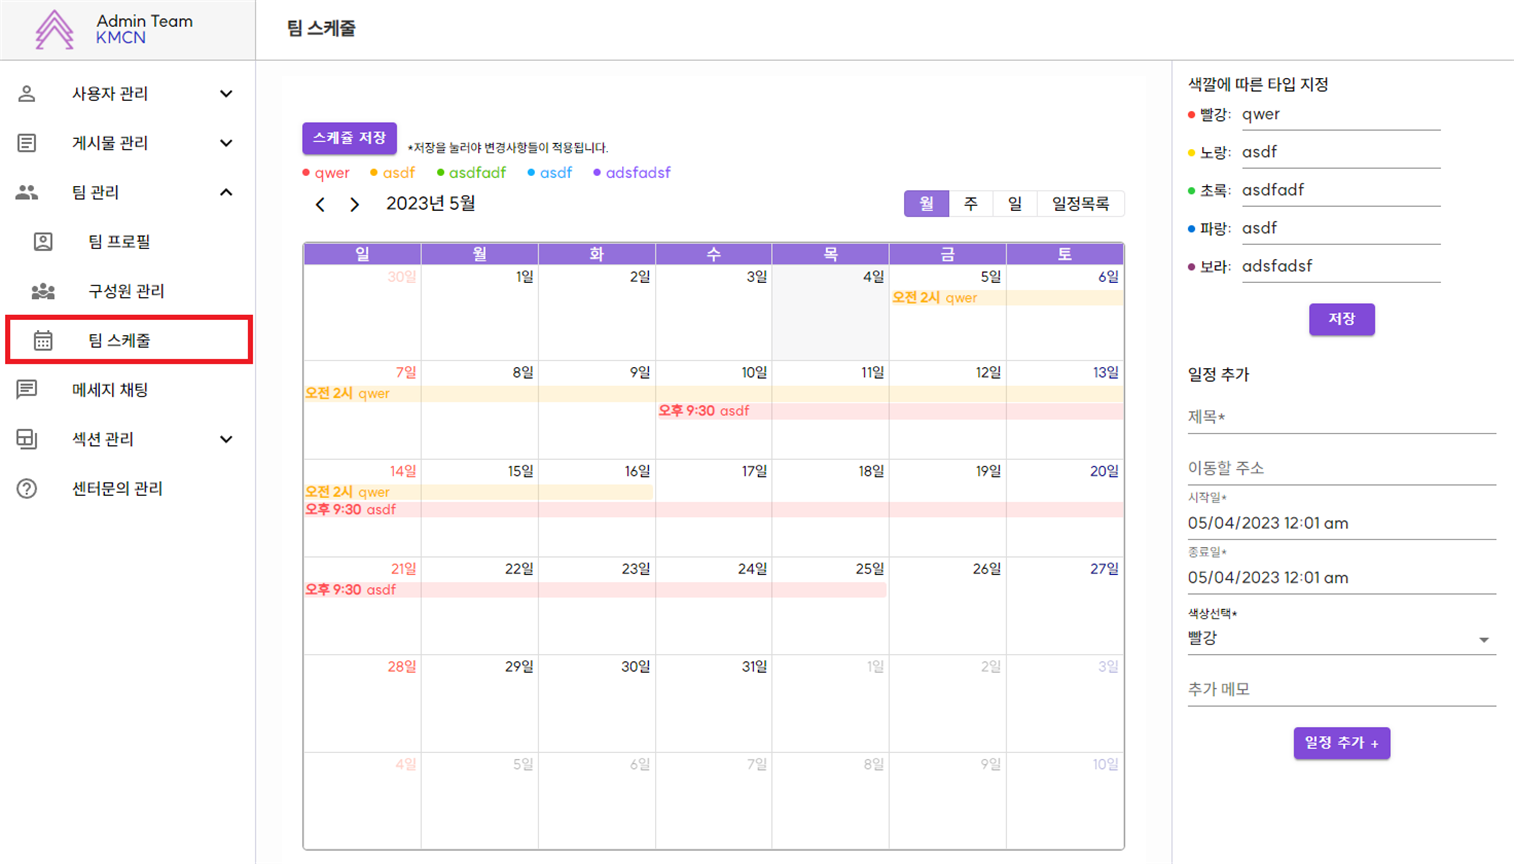 Admin Team
KMCN
팀 스케줄
사용자 관리
게시물 관리
팀 관리
팀 프로필
구성원 관리
팀 스케줄
메세지 채팅
섹션 관리
센터문의 관리
스케쥴 저장
*저장을 눌러야 변경사항들이 적용됩니다.
qwer asdf asdfadf asdf adsfadsf
2023년 5월
월 주 일 일정목록
일 월 화 수 목 금 토
30일 1일 2일 3일 4일 5일 6일
오전 2시 qwer
7일 8일 9일 10일 11일 12일 13일
오전 2시 qwer
오후 9:30 asdf
14일 15일 16일 17일 18일 19일 20일
오전 2시 qwer
오후 9:30 asdf
21일 22일 23일 24일 25일 26일 27일
오후 9:30 asdf
28일 29일 30일 31일 1일 2일 3일
4일 5일 6일 7일 8일 9일 10일
색깔에 따른 타입 지정
빨강: qwer
노랑: asdf
초록: asdfadf
파랑: asdf
보라: adsfadsf
저장
일정 추가
제목*
이동할 주소
시작일*
05/04/2023 12:01 am
종료일*
05/04/2023 12:01 am
색상선택*
빨강
추가 메모
일정 추가 +